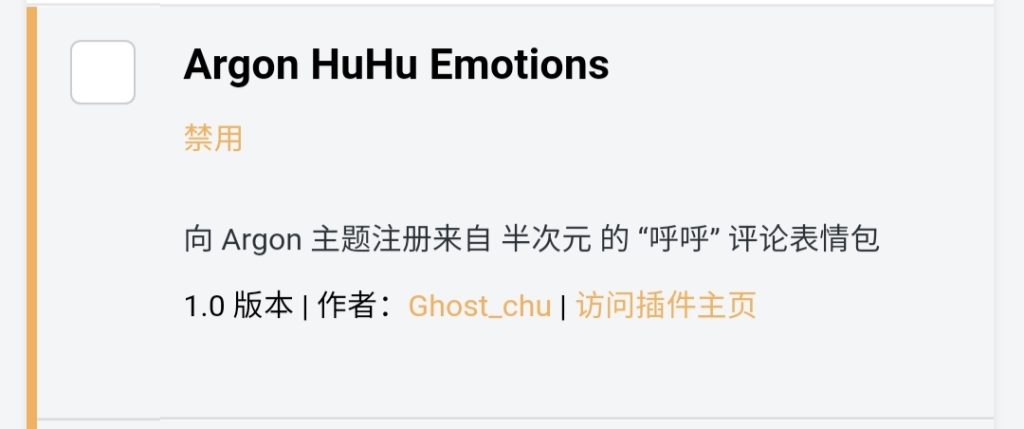 Argon HuHu Emotions
禁用
向 Argon 主题注册来自 半次元 的 “呼呼” 评论表情包
1.0 版本 | 作者：Ghost_chu | 访问插件主页